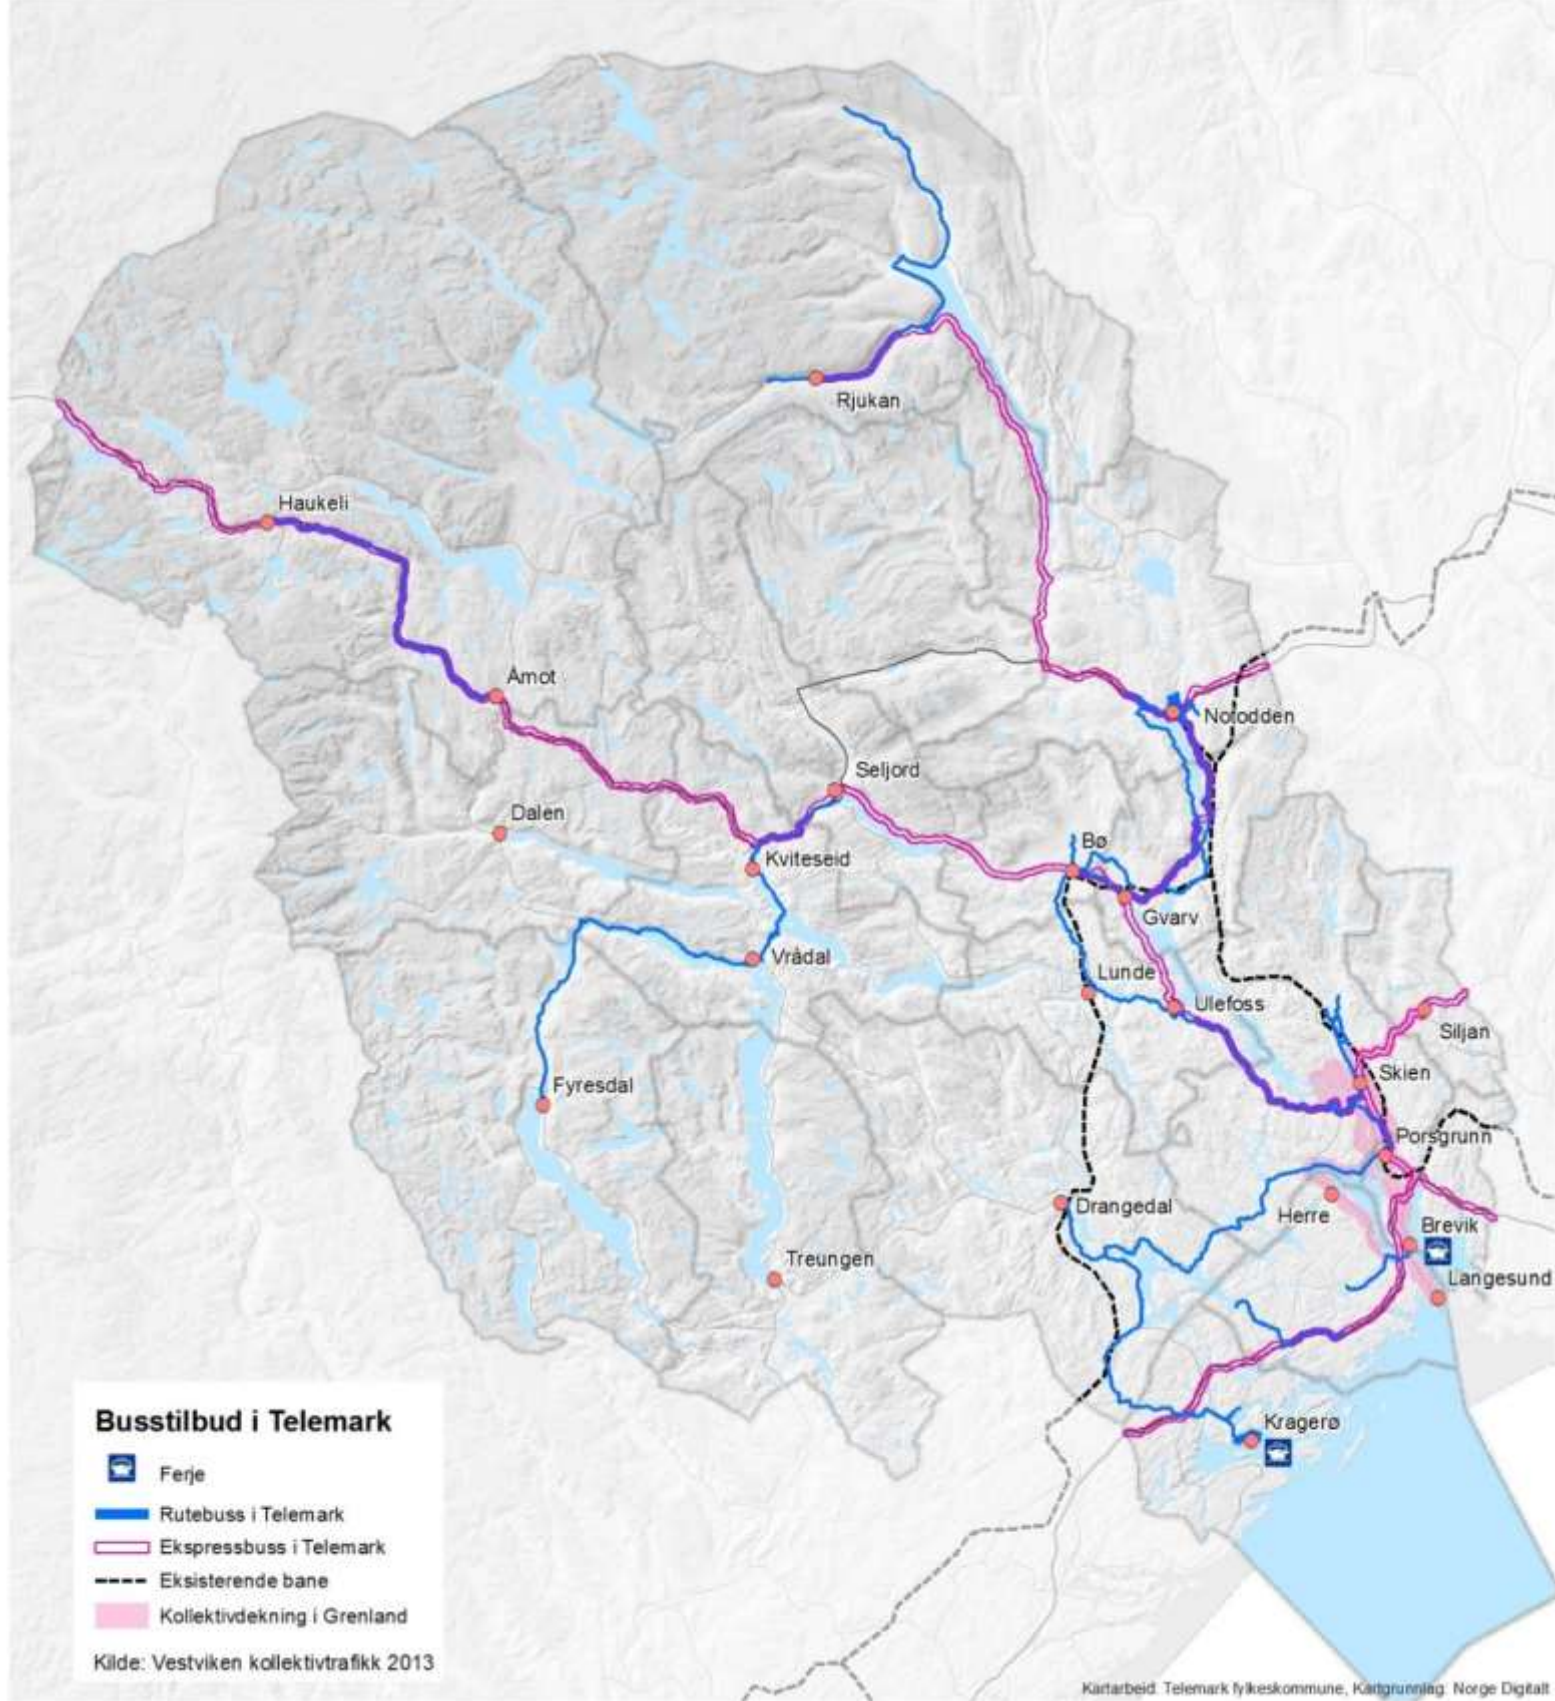 Rjukan
Haukeli
Åmot
Notodden
Seljord
Dalen
Bø
Kviteseid
Gvarv
Vrådal
Lunde
Ulefoss
Siljan
Skien
Fyresdal
Porsgrunn
Drangedal
Herre
Brevik
Treungen
Langesund
Kragerø
Busstilbud i Telemark
Ferje
Rutebuss i Telemark
Ekspressbuss i Telemark
Eksisterende bane
Kollektivdekning i Grenland
Kilde: Vestviken kollektivtrafikk 2013
Kartarbeid: Telemark fylkeskommune, Kartgrunnlag: Norge Digitalt